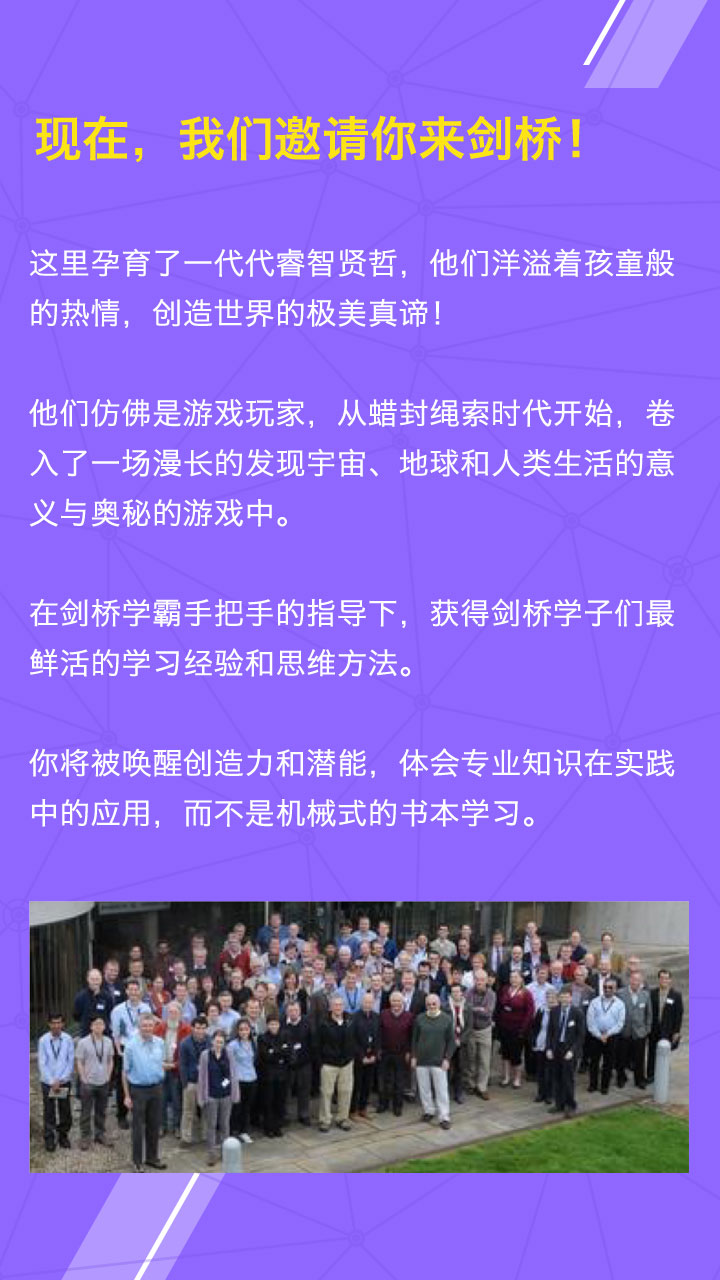 现在，我们邀请你来剑桥！
这里孕育了一代代睿智贤哲，他们洋溢着孩童般
的热情，创造世界的极美真谛！
他们仿佛是游戏玩家，从蜡封绳索时代开始，卷
入了一场漫长的发现宇宙、地球和人类生活的意
义与奥秘的游戏中。
在剑桥学霸手把手的指导下，获得剑桥学子们最
鲜活的学习经验和思维方法。
你将被唤醒创造力和潜能，体会专业知识在实践
中的应用，而不是机械式的书本学习。